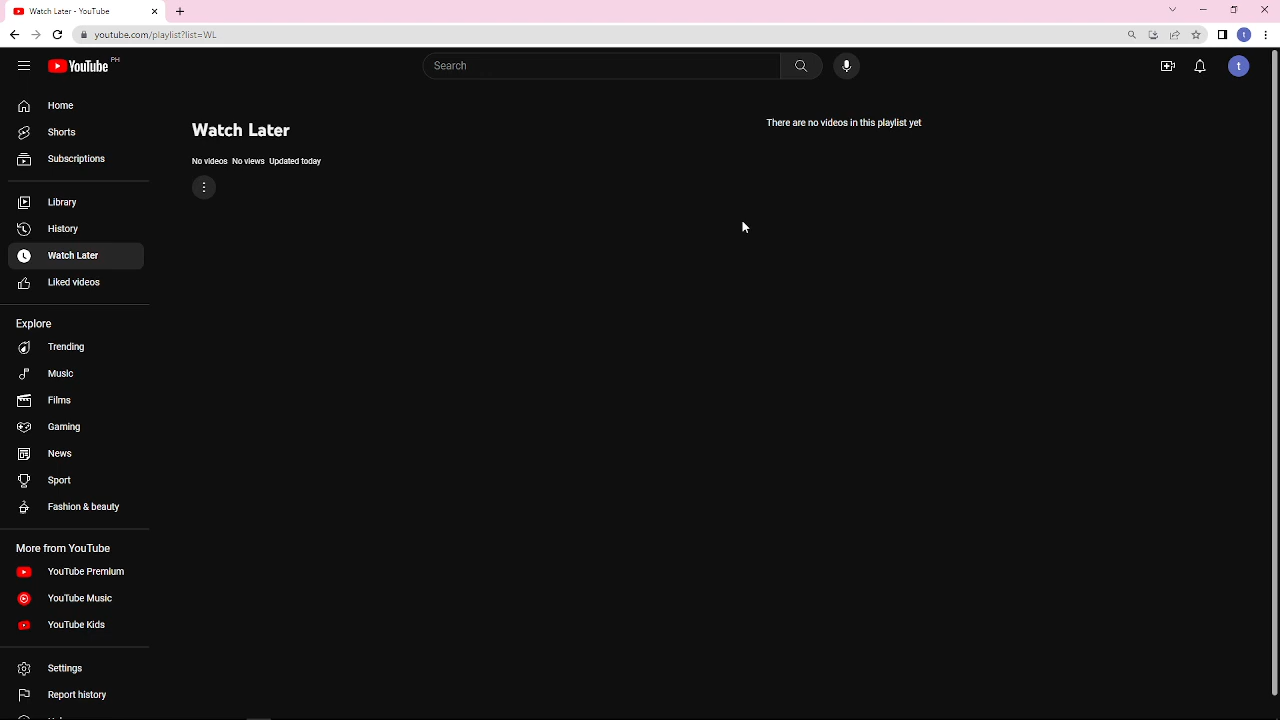 Watch Later - YouTube
youtube.com/playlist?list=WL
YouTube PH
Search
t
t
Home
Shorts
Subscriptions
Library
History
Watch Later
Liked videos
Explore
Trending
Music
Films
Gaming
News
Sport
Fashion & beauty
More from YouTube
YouTube Premium
YouTube Music
YouTube Kids
Settings
Report history
Watch Later
No videos No views Updated today
There are no videos in this playlist yet